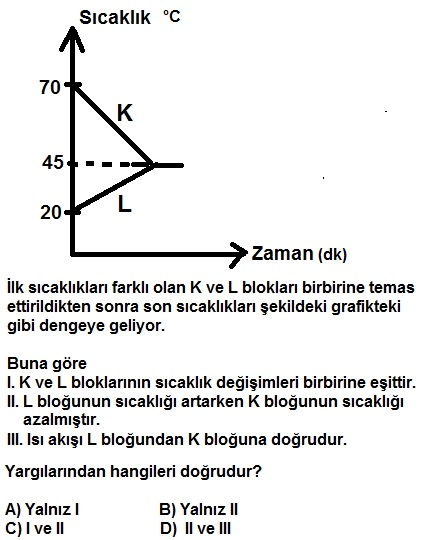 Sıcaklık °C
70
K
45
L
20
Zaman (dk)
İlk sıcaklıkları farklı olan K ve L blokları birbirine temas
ettirildikten sonra son sıcaklıkları şekildeki grafikteki
gibi dengeye geliyor.
Buna göre
I. K ve L bloklarının sıcaklık değişimleri birbirine eşittir.
II. L bloğunun sıcaklığı artarken K bloğunun sıcaklığı
azalmıştır.
III. Isı akışı L bloğundan K bloğuna doğrudur.
Yargılarından hangileri doğrudur?
A) Yalnız I B) Yalnız II
C) I ve II D) II ve III